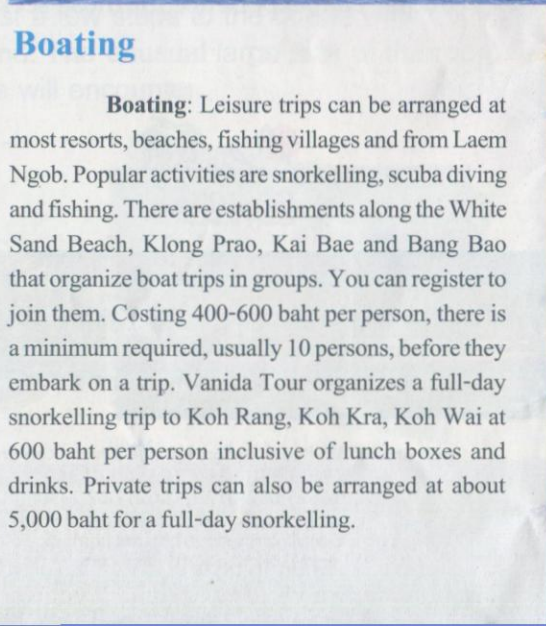 Boating
Boating: Leisure trips can be arranged at
most resorts, beaches, fishing villages and from Laem
Ngob. Popular activities are snorkelling, scuba diving
and fishing. There are establishments along the White
Sand Beach, Klong Prao, Kai Bae and Bang Bao
that organize boat trips in groups. You can register to
join them. Costing 400-600 baht per person, there is
a minimum required, usually 10 persons, before they
embark on a trip. Vanida Tour organizes a full-day
snorkelling trip to Koh Rang, Koh Kra, Koh Wai at
600 baht per person inclusive of lunch boxes and
drinks. Private trips can also be arranged at about
5,000 baht for a full-day snorkelling.